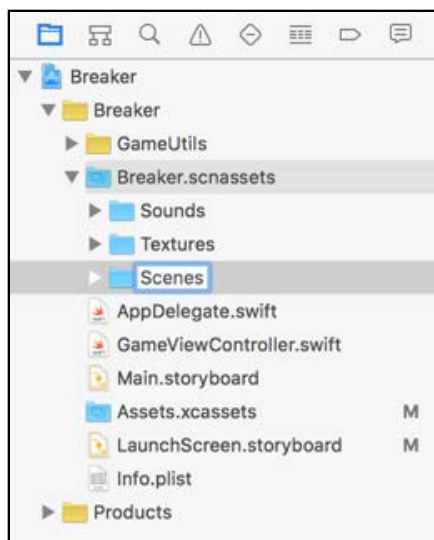 Breaker
Breaker
GameUtils
Breaker.scnassets
Sounds
Textures
Scenes
AppDelegate.swift
GameViewController.swift
Main.storyboard
Assets.xcassets M
LaunchScreen.storyboard M
Info.plist
Products